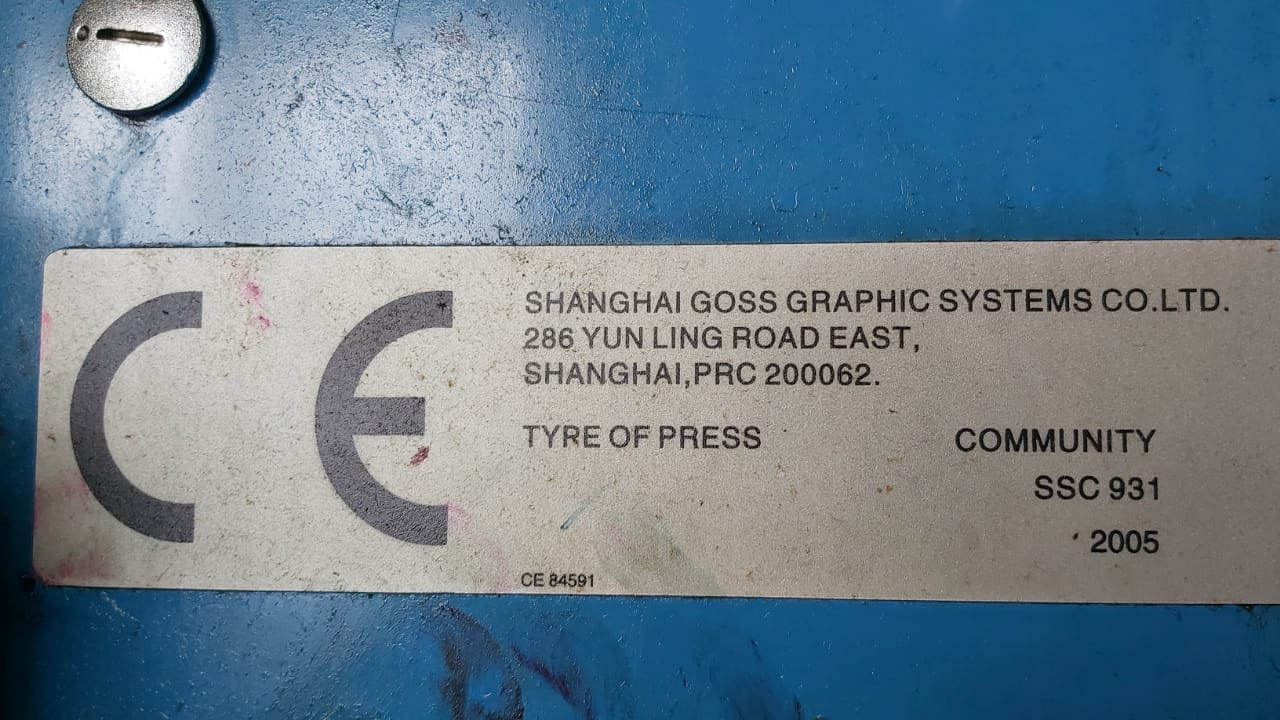 CE
SHANGHAI GOSS GRAPHIC SYSTEMS CO.LTD.
286 YUN LING ROAD EAST,
SHANGHAI,PRC 200062.
TYRE OF PRESS COMMUNITY
SSC 931
2005
CE 84591